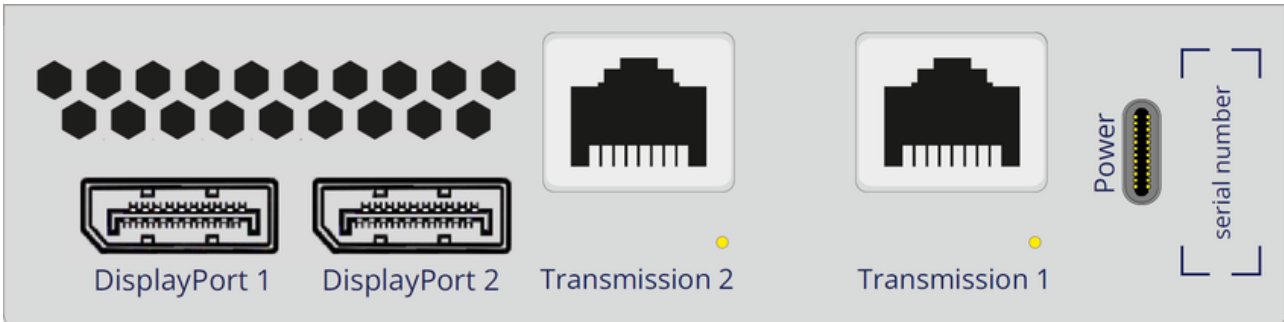 DisplayPort 1
DisplayPort 2
Transmission 2
Transmission 1
Power
serial number